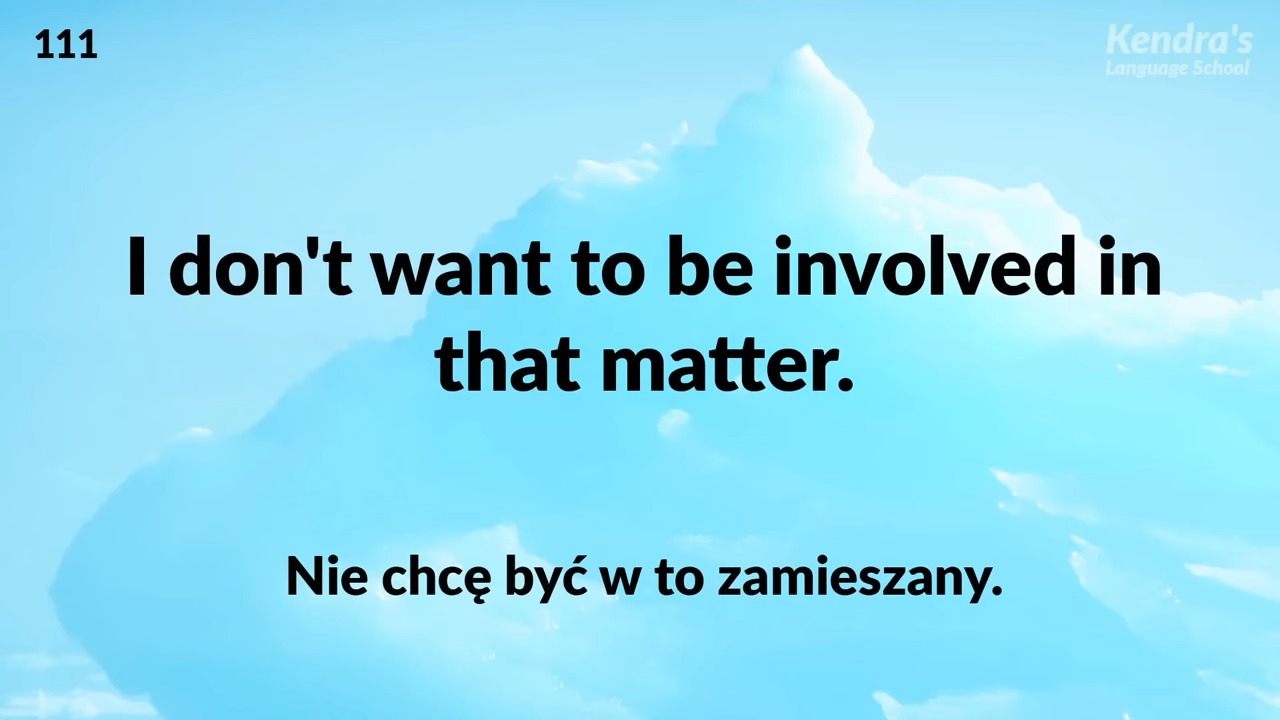 111
Kendra's
Language School
I don't want to be involved in
that matter.
Nie chcę być w to zamieszany.